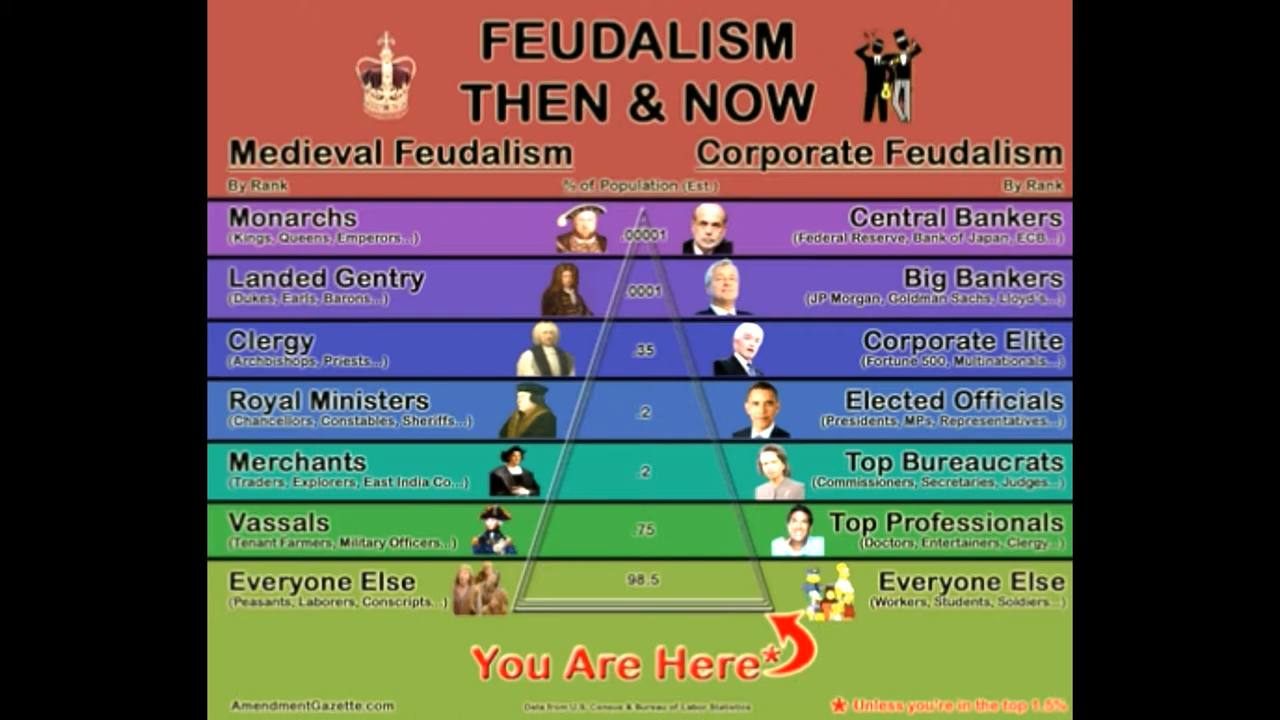 FEUDALISM
THEN & NOW
Medieval Feudalism
Corporate Feudalism
By Rank
% of Population (Est.)
By Rank
Monarchs
(Kings, Queens, Emperors...)
.00001
Central Bankers
(Federal Reserve, Bank of Japan, ECB...)
Landed Gentry
(Dukes, Earls, Barons...)
.0001
Big Bankers
(JP Morgan, Goldman Sachs, Lloyd's...)
Clergy
(Archbishops, Priests...)
.35
Corporate Elite
(Fortune 500, Multinationals...)
Royal Ministers
(Chancellors, Constables, Sheriffs...)
.2
Elected Officials
(Presidents, MPs, Representatives...)
Merchants
(Traders, Explorers, East India Co...)
.2
Top Bureaucrats
(Commissioners, Secretaries, Judges...)
Vassals
(Tenant Farmers, Military Officers...)
.75
Top Professionals
(Doctors, Entertainers, Clergy...)
Everyone Else
(Peasants, Laborers, Conscripts...)
98.5
Everyone Else
(Workers, Students, Soldiers...)
You Are Here*
AmendmentGazette.com
Data from U.S. Census & Bureau of Labor Statistics
* Unless you're in the top 1.5%